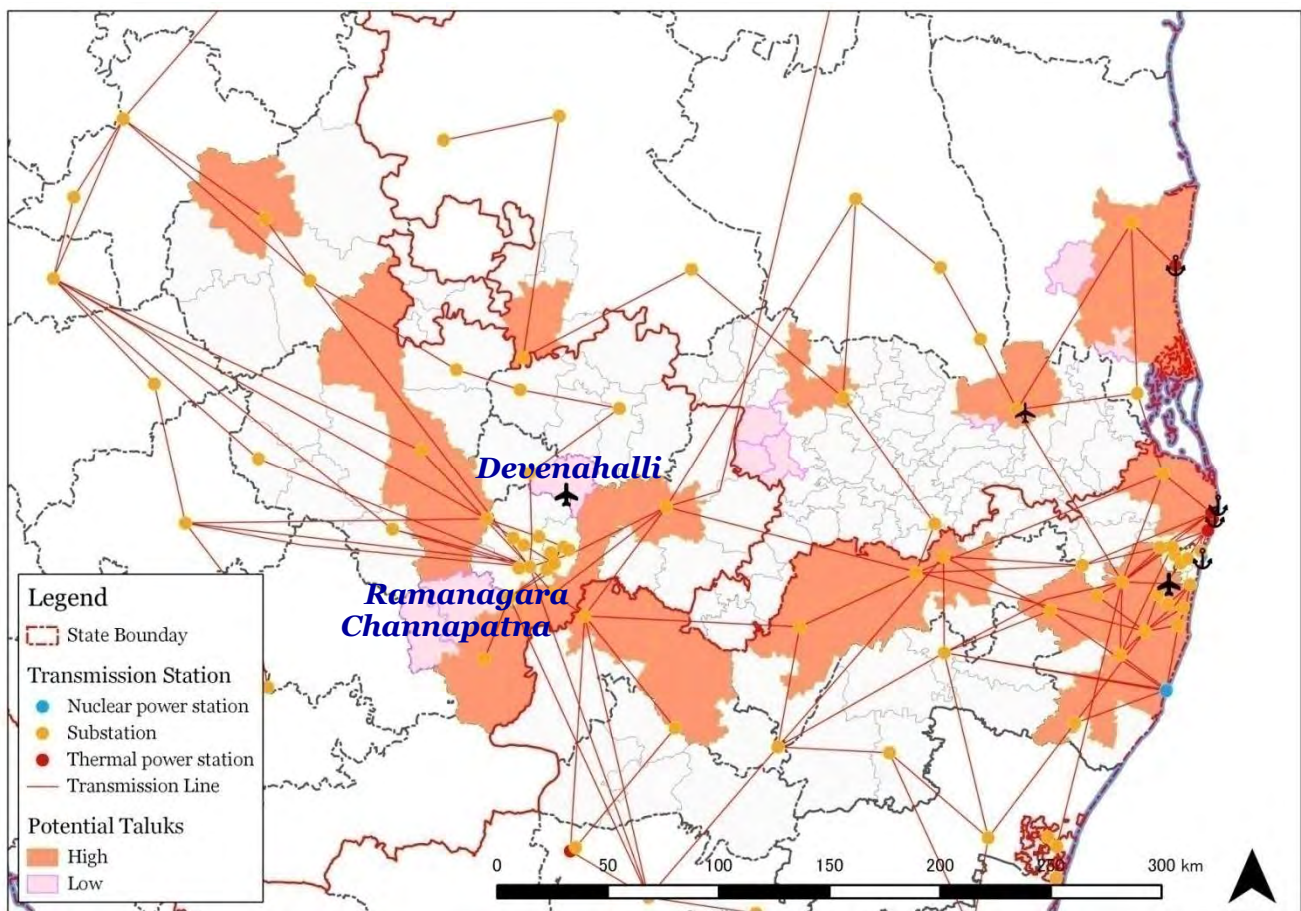 Devenahalli
Ramanagara
Channapatna
Legend
State Bounday
Transmission Station
Nuclear power station
Substation
Thermal power station
Transmission Line
Potential Taluks
High
Low
0 50 100 150 200 250 300 km